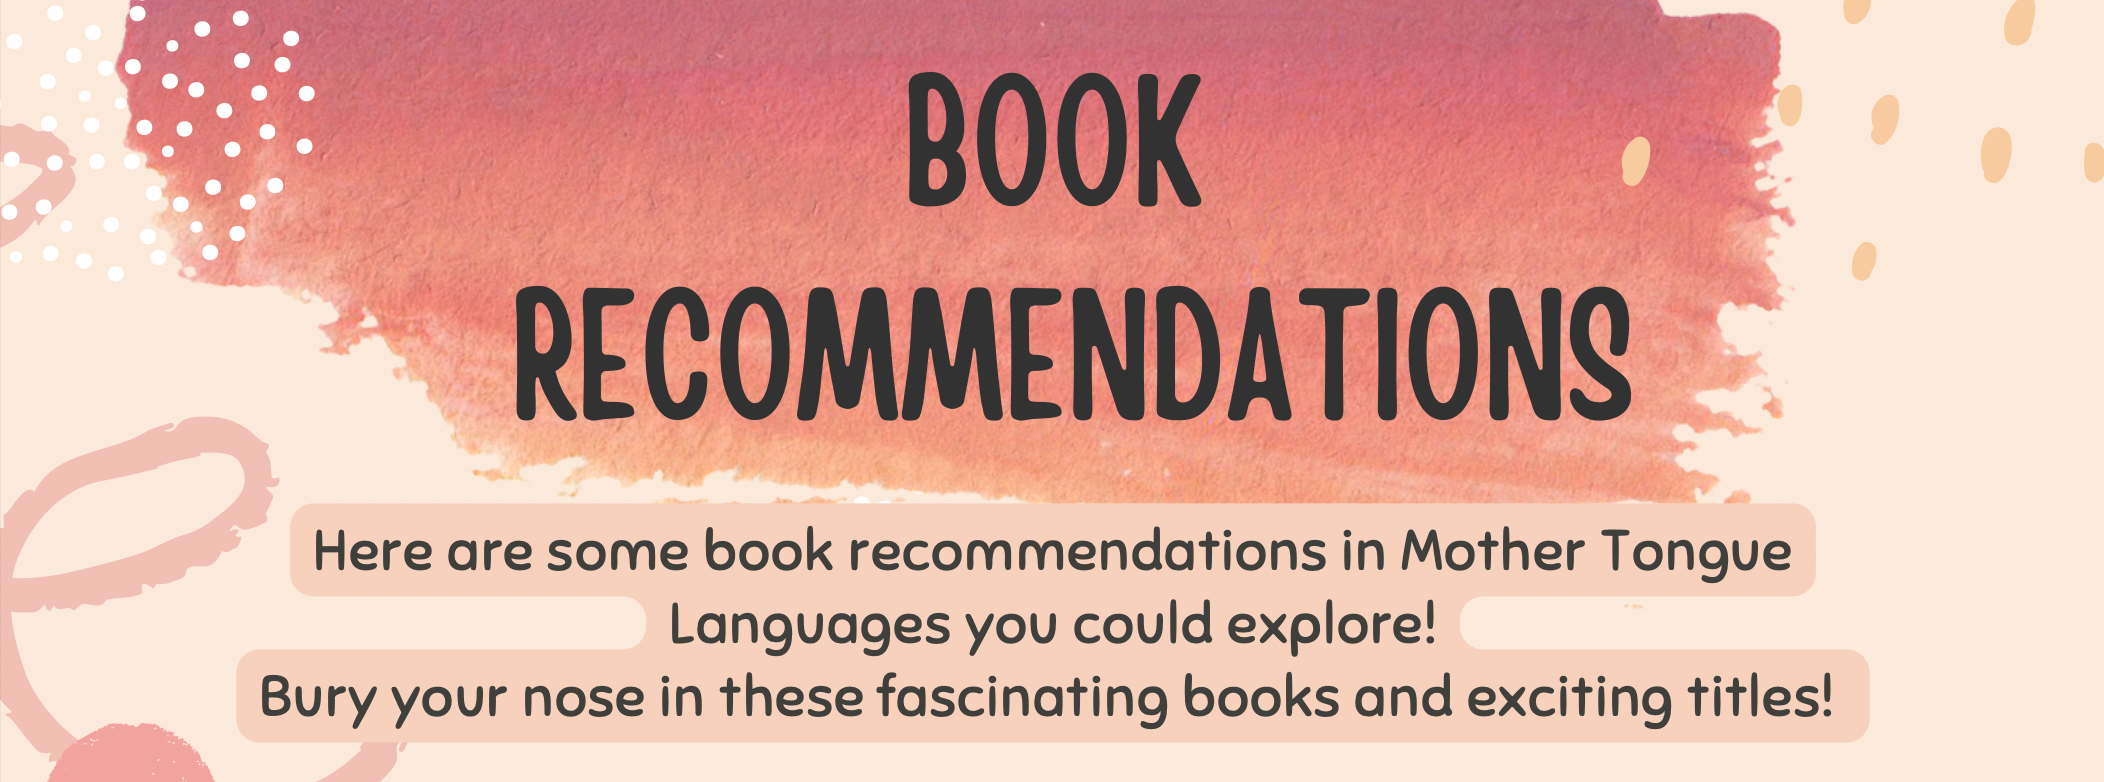 BOOK
RECOMMENDATIONS
Here are some book recommendations in Mother Tongue
Languages you could explore!
Bury your nose in these fascinating books and exciting titles!